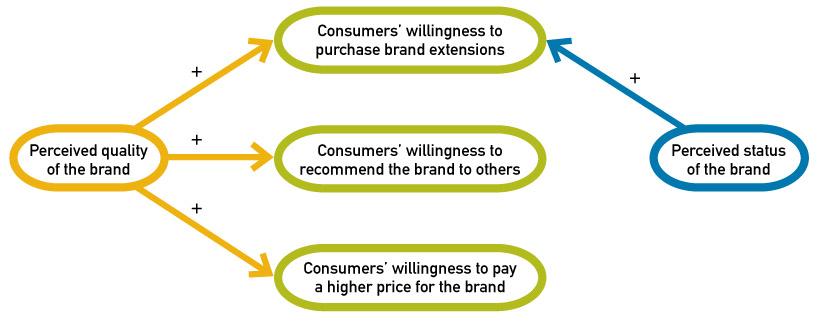 Consumers' willingness to
purchase brand extensions
+
+
Perceived quality
of the brand
+
Consumers' willingness to
recommend the brand to others
Perceived status
of the brand
+
Consumers' willingness to pay
a higher price for the brand